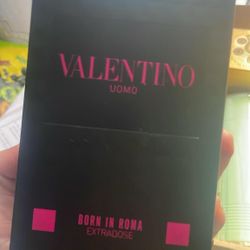 VALENTINO
UOMO
BORN IN ROMA
EXTRADOSE